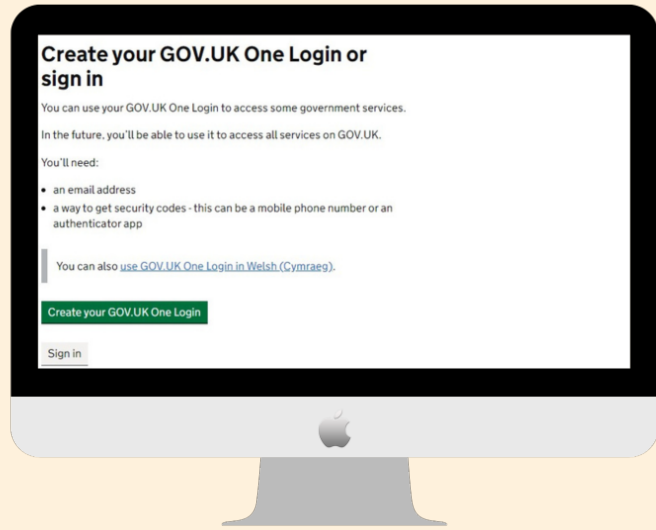 Create your GOV.UK One Login or
sign in
You can use your GOV.UK One Login to access some government services.
In the future, you'll be able to use it to access all services on GOV.UK.
You'll need:
• an email address
• a way to get security codes - this can be a mobile phone number or an
authenticator app
You can also use GOV.UK One Login in Welsh (Cymraeg).
Create your GOV.UK One Login
Sign in